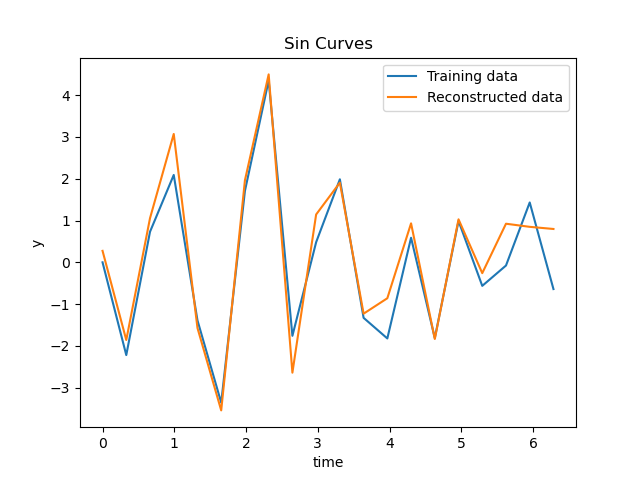 Sin Curves
Training data
Reconstructed data
4
3
2
1
0
−1
−2
−3
y
0 1 2 3 4 5 6
time